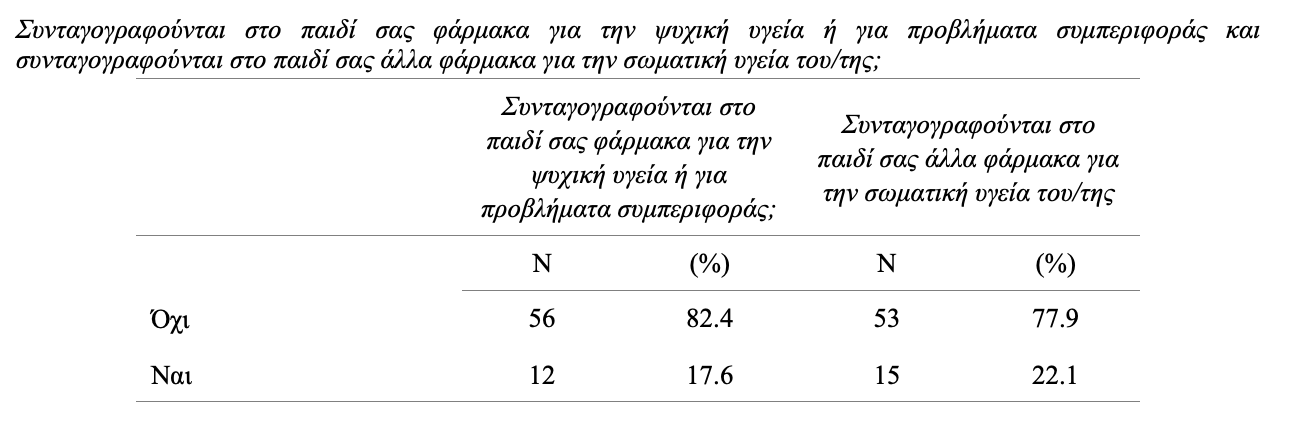 Συνταγογραφούνται στο παιδί σας φάρμακα για την ψυχική υγεία ή για προβλήματα συμπεριφοράς και
συνταγογραφούνται στο παιδί σας άλλα φάρμακα για την σωματική υγεία του/της;
Συνταγογραφούνται στο
παιδί σας φάρμακα για την
ψυχική υγεία ή για
προβλήματα συμπεριφοράς;
Συνταγογραφούνται στο
παιδί σας άλλα φάρμακα για
την σωματική υγεία του/της
N (%) N (%)
Όχι 56 82.4 53 77.9
Ναι 12 17.6 15 22.1